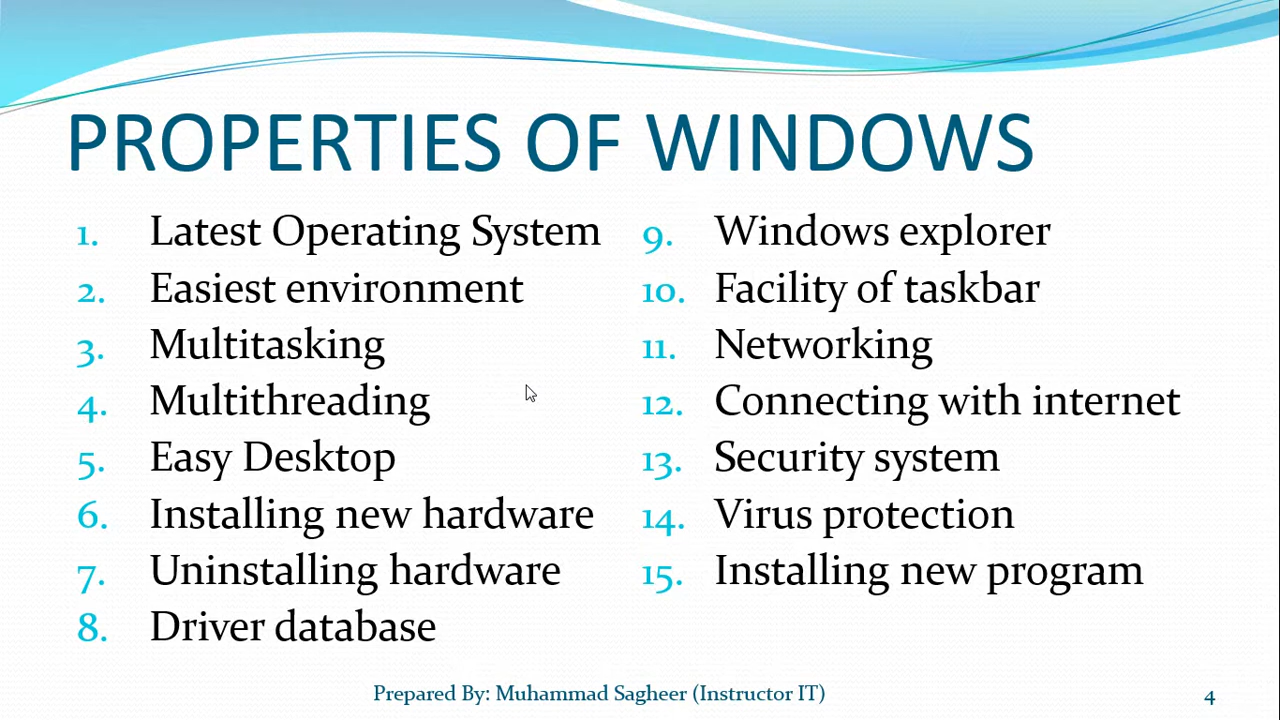 PROPERTIES OF WINDOWS
1. Latest Operating System
2. Easiest environment
3. Multitasking
4. Multithreading
5. Easy Desktop
6. Installing new hardware
7. Uninstalling hardware
8. Driver database
9. Windows explorer
10. Facility of taskbar
11. Networking
12. Connecting with internet
13. Security system
14. Virus protection
15. Installing new program
Prepared By: Muhammad Sagheer (Instructor IT)
4